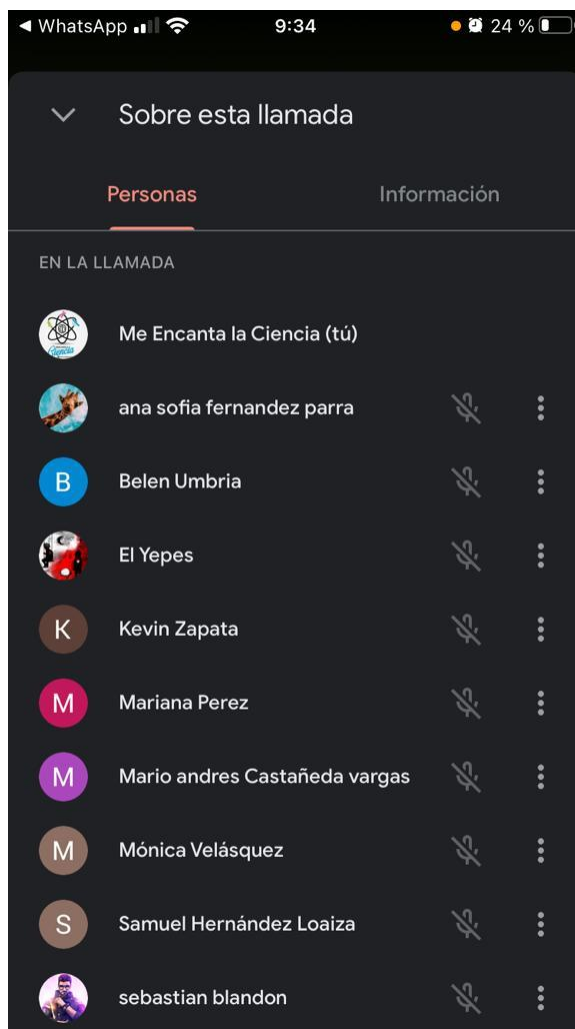 WhatsApp 9:34 24 %
Sobre esta llamada
Personas Información
EN LA LLAMADA
Ciencia
Me Encanta la Ciencia (tú)
ana sofia fernandez parra
B Belen Umbria
El Yepes
K Kevin Zapata
M Mariana Perez
M Mario andres Castañeda vargas
M Mónica Velásquez
S Samuel Hernández Loaiza
sebastian blandon